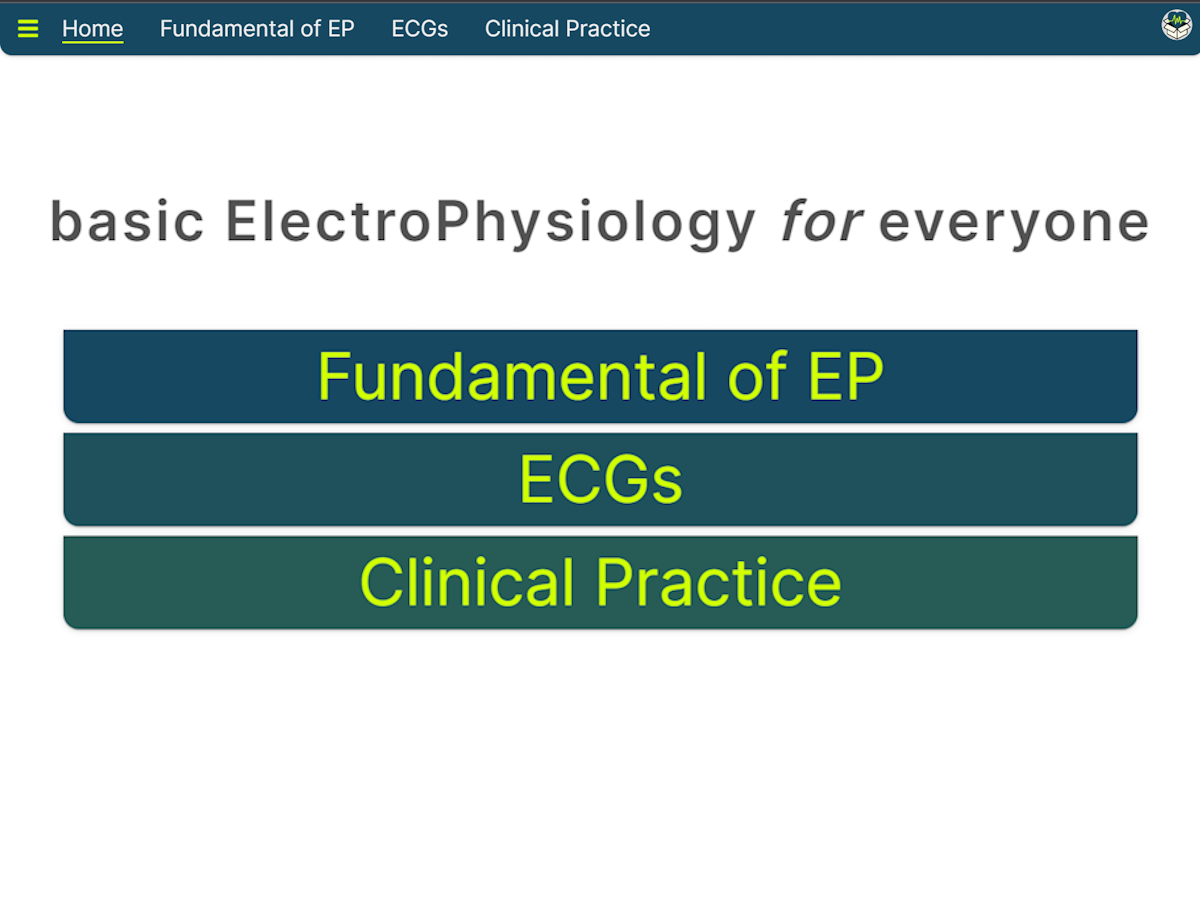 Home Fundamental of EP ECGs Clinical Practice
basic ElectroPhysiology for everyone
Fundamental of EP
ECGs
Clinical Practice